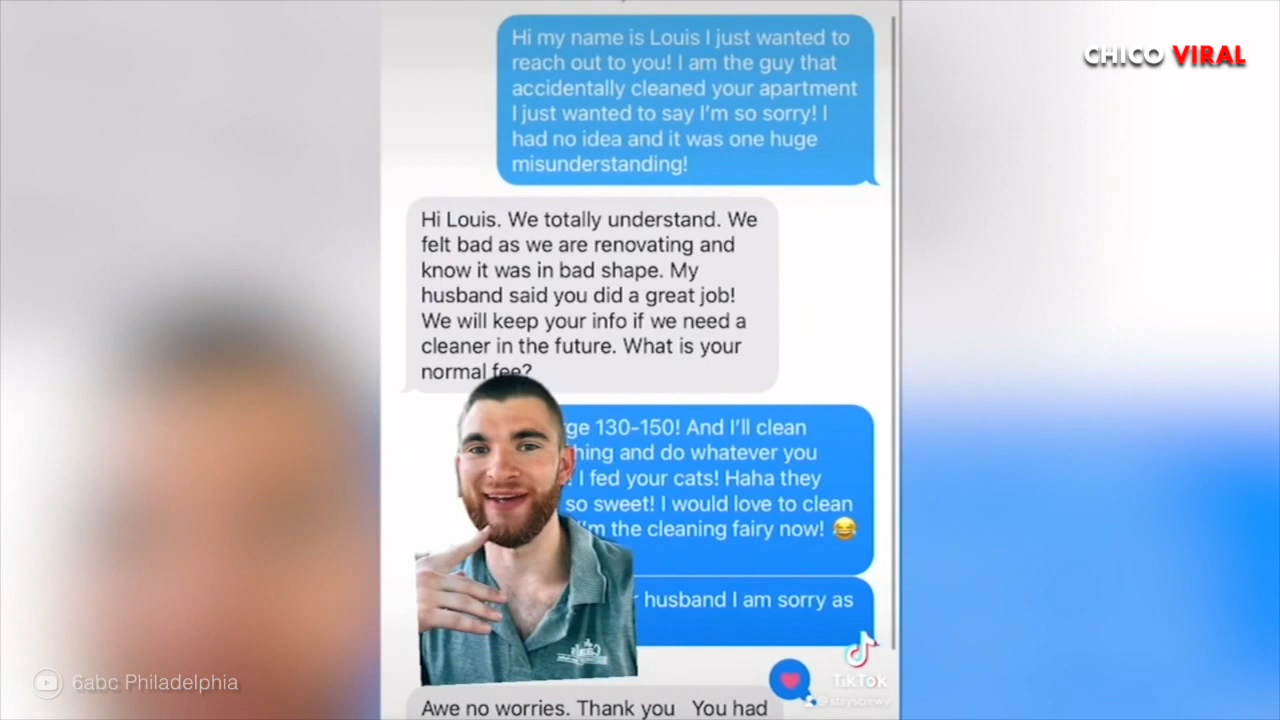 CHICO VIRAL
Hi my name is Louis I just wanted to
reach out to you! I am the guy that
accidentally cleaned your apartment
I just wanted to say I'm so sorry! I
had no idea and it was one huge
misunderstanding!
Hi Louis. We totally understand. We
felt bad as we are renovating and
know it was in bad shape. My
husband said you did a great job!
We will keep your info if we need a
cleaner in the future. What is your
normal fee?
130-150! And I'll clean
and do whatever you
I fed your cats! Haha they
so sweet! I would love to clean
I'm the cleaning fairy now! 😂
husband I am sorry as
TikTok
@stayscrewy
6abc Philadelphia
Awe no worries. Thank you You had